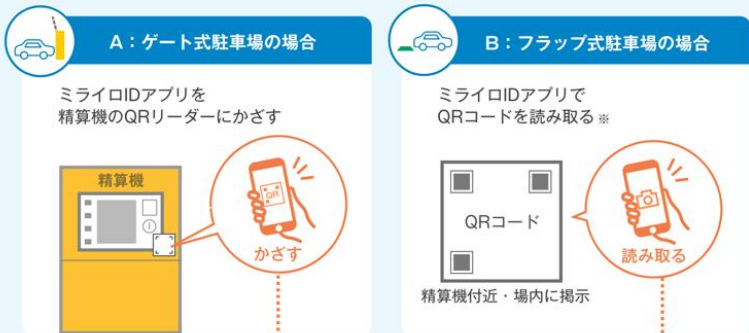 A：ゲート式駐車場の場合
ミライロIDアプリを
精算機のQRリーダーにかざす
精算機
QR
かざす
B：フラップ式駐車場の場合
ミライロIDアプリで
QRコードを読み取る※
QRコード
読み取る
精算機付近・場内に掲示